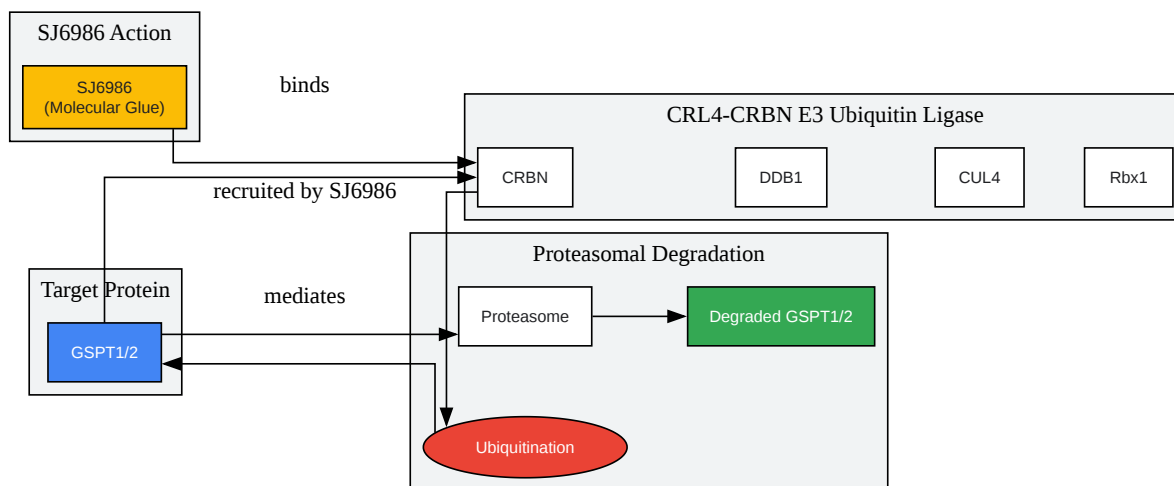 SJ6986 Action
SJ6986
(Molecular Glue)
binds
CRL4-CRBN E3 Ubiquitin Ligase
CRBN
DDB1
CUL4
Rbx1
recruited by SJ6986
Proteasomal Degradation
Target Protein
mediates
Proteasome
Degraded GSPT1/2
GSPT1/2
Ubiquitination